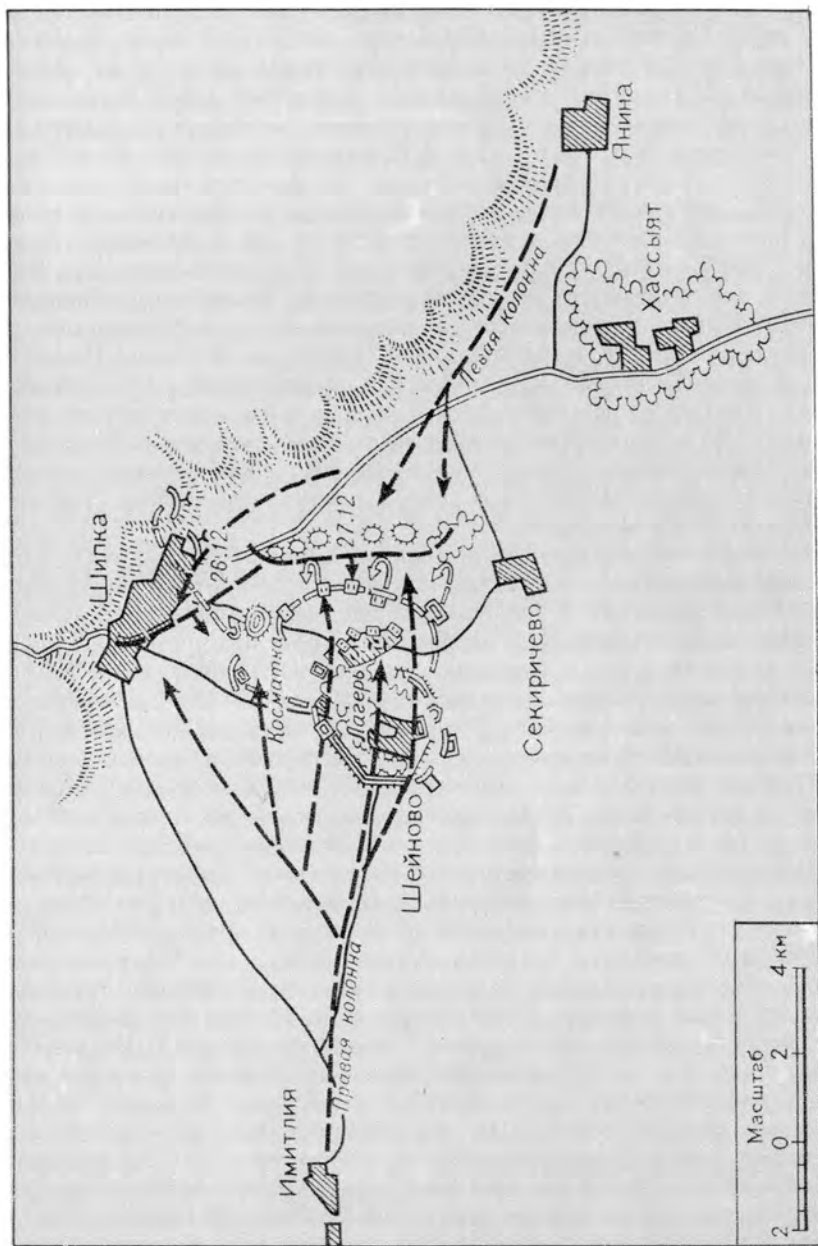 Шипка
Янина
26.12
27.12
Левая колонна
Хассыят
Косматка
Лагерь
Секиричево
Шейново
Имитлия
Правая колонна
Масштаб
2 0 2 4 км